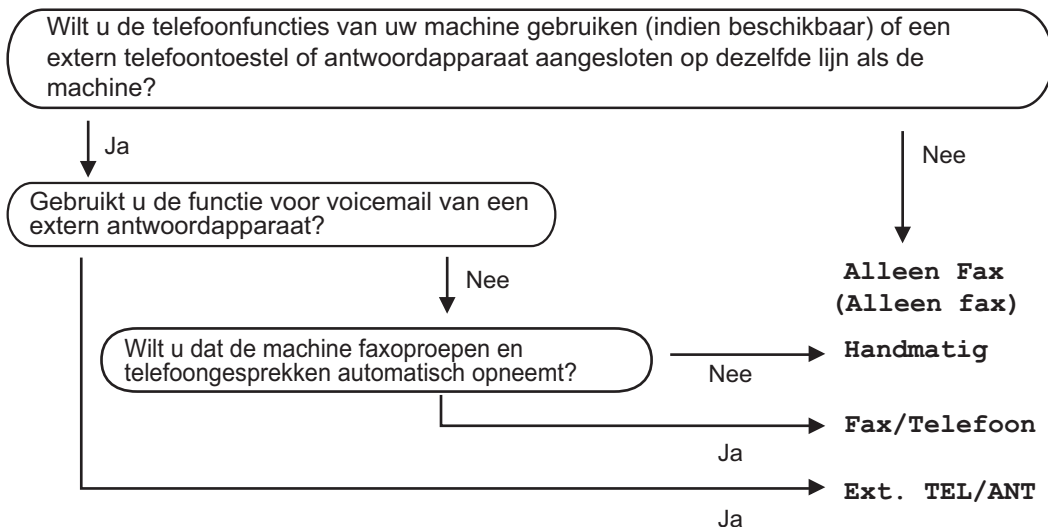 Wilt u de telefoonfuncties van uw machine gebruiken (indien beschikbaar) of een
extern telefoontoestel of antwoordapparaat aangesloten op dezelfde lijn als de
machine?
Ja
Nee
Gebruikt u de functie voor voicemail van een
extern antwoordapparaat?
Nee
Alleen Fax
(Alleen fax)
Wilt u dat de machine faxoproepen en
telefoongesprekken automatisch opneemt?
Nee
Handmatig
Ja
Fax/Telefoon
Ja
Ext. TEL/ANT